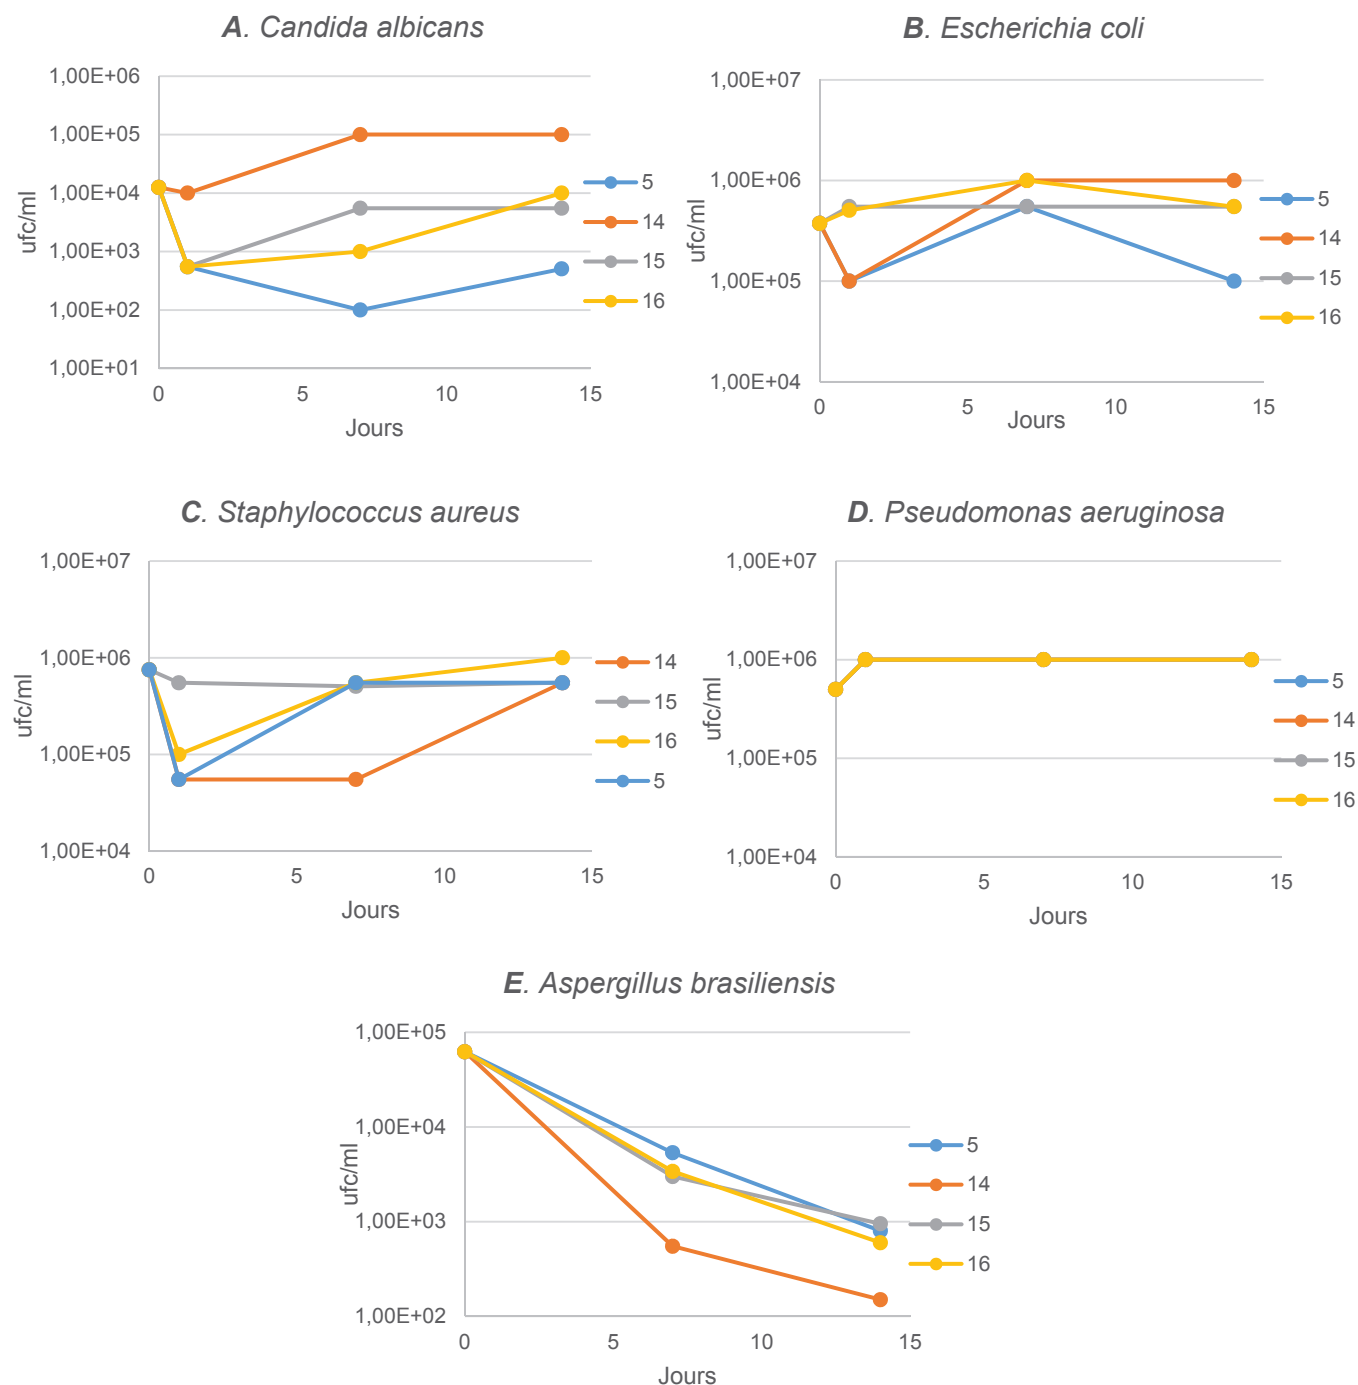 A. Candida albicans
1,00E+06
1,00E+05
1,00E+04
1,00E+03
1,00E+02
1,00E+01
ufc/ml
0 5 10 15
Jours
5
14
15
16
B. Escherichia coli
1,00E+07
1,00E+06
1,00E+05
1,00E+04
ufc/ml
0 5 10 15
Jours
5
14
15
16
C. Staphylococcus aureus
1,00E+07
1,00E+06
1,00E+05
1,00E+04
ufc/ml
0 5 10 15
Jours
14
15
16
5
D. Pseudomonas aeruginosa
1,00E+07
1,00E+06
1,00E+05
1,00E+04
ufc/ml
0 5 10 15
Jours
5
14
15
16
E. Aspergillus brasiliensis
1,00E+05
1,00E+04
1,00E+03
1,00E+02
ufc/ml
0 5 10 15
Jours
5
14
15
16